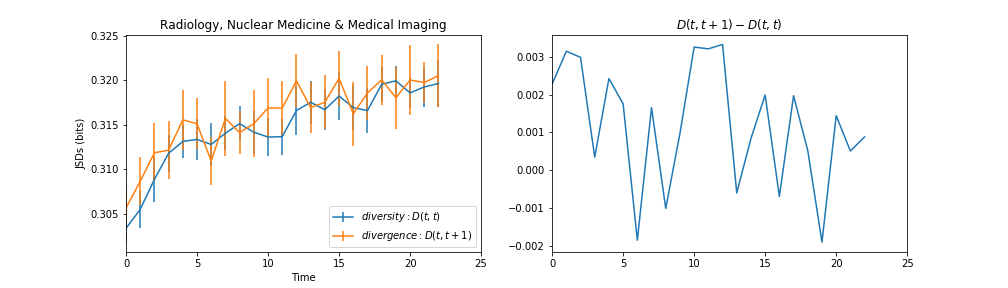 Radiology, Nuclear Medicine & Medical Imaging
0.325
0.320
0.315
0.310
0.305
JSDs (bits)
diversity: D(t, t)
divergence: D(t, t+1)
0 5 10 15 20 25
Time
D(t, t+1) − D(t, t)
0.003
0.002
0.001
0.000
−0.001
−0.002
0 5 10 15 20 25